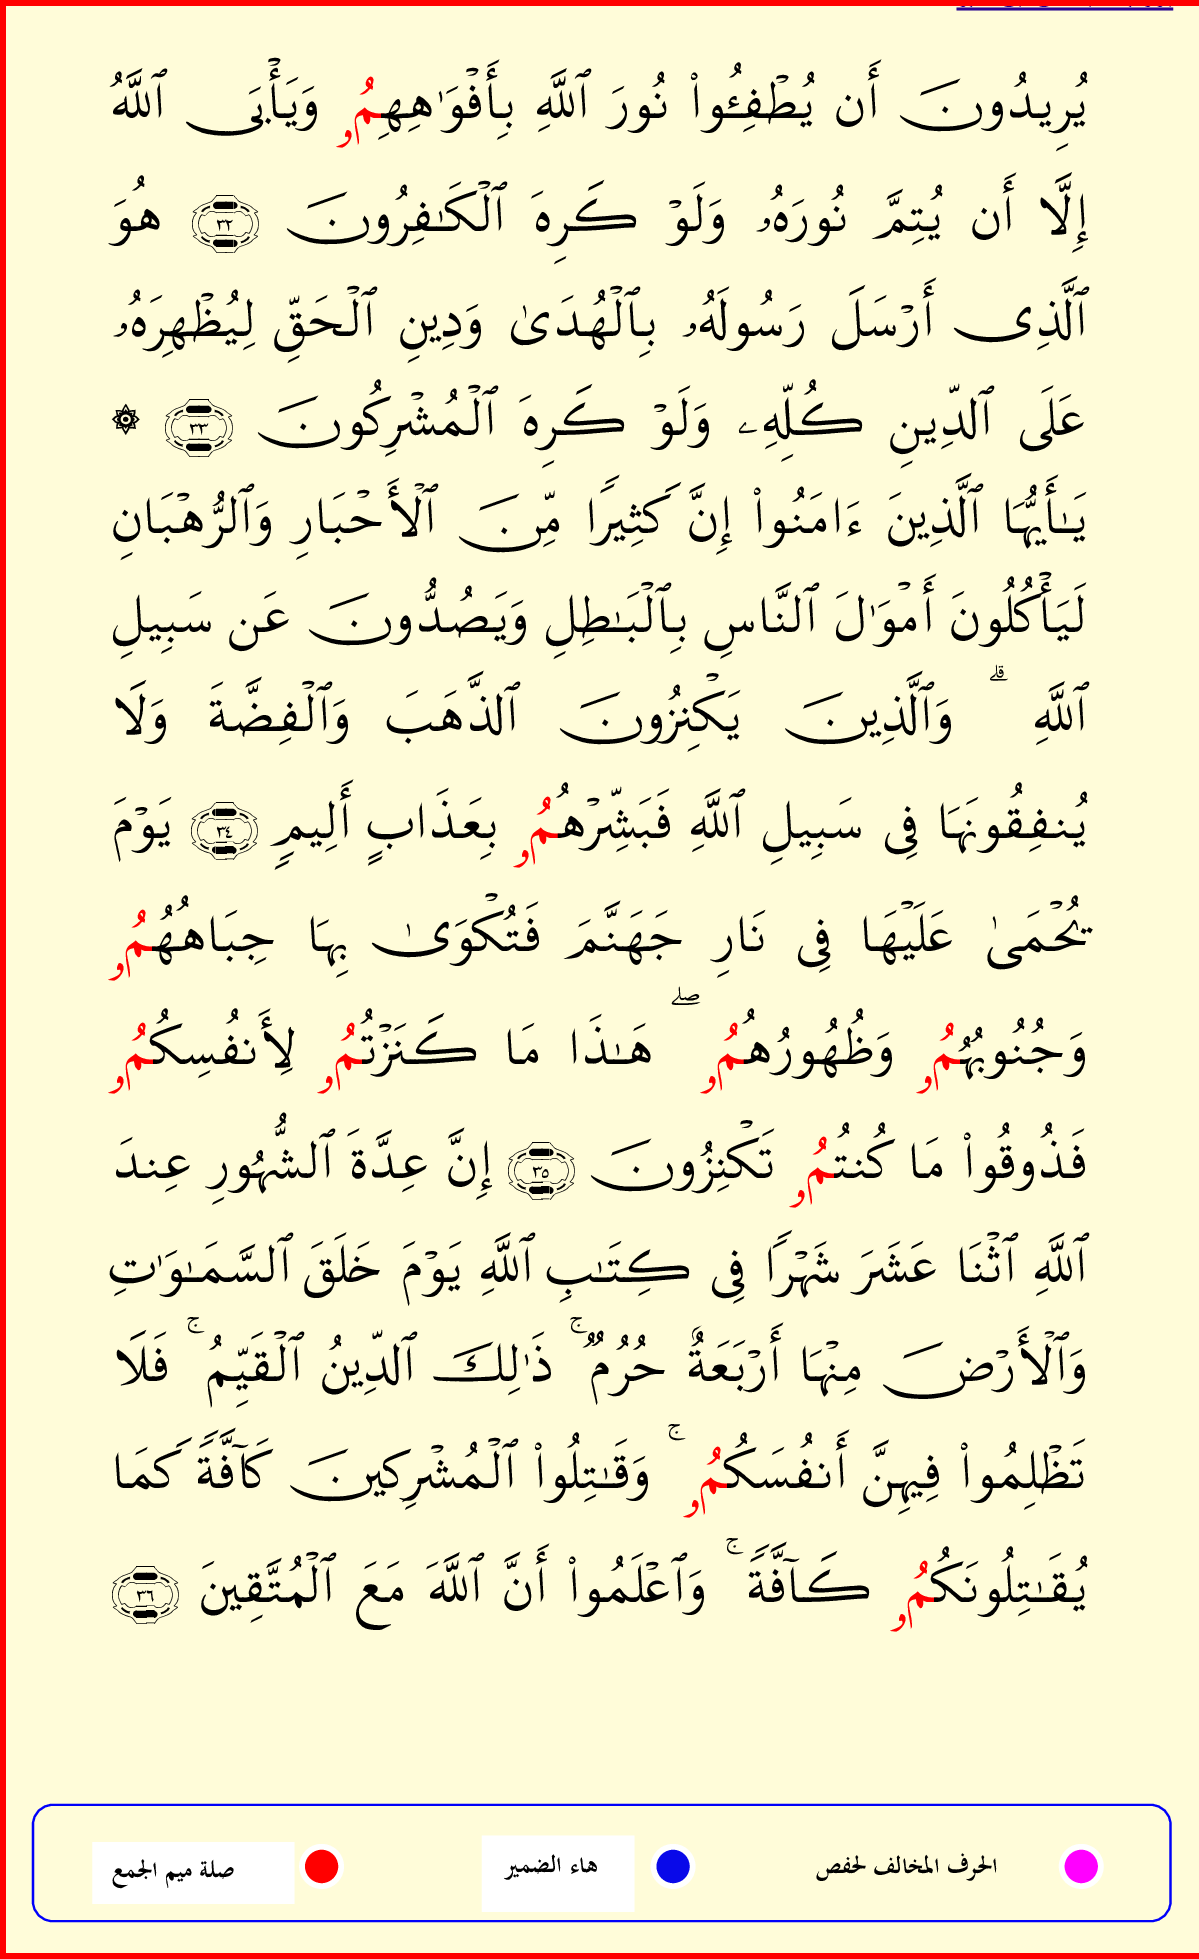 يُرِيدُونَ أَن يُطْفِـُٔوا۟ نُورَ ٱللَّهِ بِأَفْوَٰهِهِمُۥ وَيَأْبَى ٱللَّهُ
إِلَّآ أَن يُتِمَّ نُورَهُۥ وَلَوْ كَرِهَ ٱلْكَـٰفِرُونَ ٣٢ هُوَ
ٱلَّذِى أَرْسَلَ رَسُولَهُۥ بِٱلْهُدَىٰ وَدِينِ ٱلْحَقِّ لِيُظْهِرَهُۥ
عَلَى ٱلدِّينِ كُلِّهِۦ وَلَوْ كَرِهَ ٱلْمُشْرِكُونَ ٣٣ ۞
يَـٰأَيُّهَا ٱلَّذِينَ ءَامَنُوا۟ إِنَّ كَثِيرًا مِّنَ ٱلْأَحْبَارِ وَٱلرُّهْبَانِ
لَيَأْكُلُونَ أَمْوَٰلَ ٱلنَّاسِ بِٱلْبَـٰطِلِ وَيَصُدُّونَ عَن سَبِيلِ
ٱللَّهِ ۗ وَٱلَّذِينَ يَكْنِزُونَ ٱلذَّهَبَ وَٱلْفِضَّةَ وَلَا
يُنفِقُونَهَا فِى سَبِيلِ ٱللَّهِ فَبَشِّرْهُمُۥ بِعَذَابٍ أَلِيمٍ ٣٤ يَوْمَ
يُحْمَىٰ عَلَيْهَا فِى نَارِ جَهَنَّمَ فَتُكْوَىٰ بِهَا جِبَاهُهُمُۥ
وَجُنُوبُهُمُۥ وَظُهُورُهُمُۥ ۖ هَـٰذَا مَا كَنَزْتُمُۥ لِأَنفُسِكُمُۥ
فَذُوقُوا۟ مَا كُنتُمُۥ تَكْنِزُونَ ٣٥ إِنَّ عِدَّةَ ٱلشُّهُورِ عِندَ
ٱللَّهِ ٱثْنَا عَشَرَ شَهْرًا فِى كِتَـٰبِ ٱللَّهِ يَوْمَ خَلَقَ ٱلسَّمَـٰوَٰتِ
وَٱلْأَرْضَ مِنْهَا أَرْبَعَةٌ حُرُمٌ ۚ ذَٰلِكَ ٱلدِّينُ ٱلْقَيِّمُ ۚ فَلَا
تَظْلِمُوا۟ فِيهِنَّ أَنفُسَكُمُۥ ۚ وَقَـٰتِلُوا۟ ٱلْمُشْرِكِينَ كَآفَّةً كَمَا
يُقَـٰتِلُونَكُمُۥ كَآفَّةً ۚ وَٱعْلَمُوا۟ أَنَّ ٱللَّهَ مَعَ ٱلْمُتَّقِينَ ٣٦
الحرف المخالف لحفص هاء الضمير صلة ميم الجمع